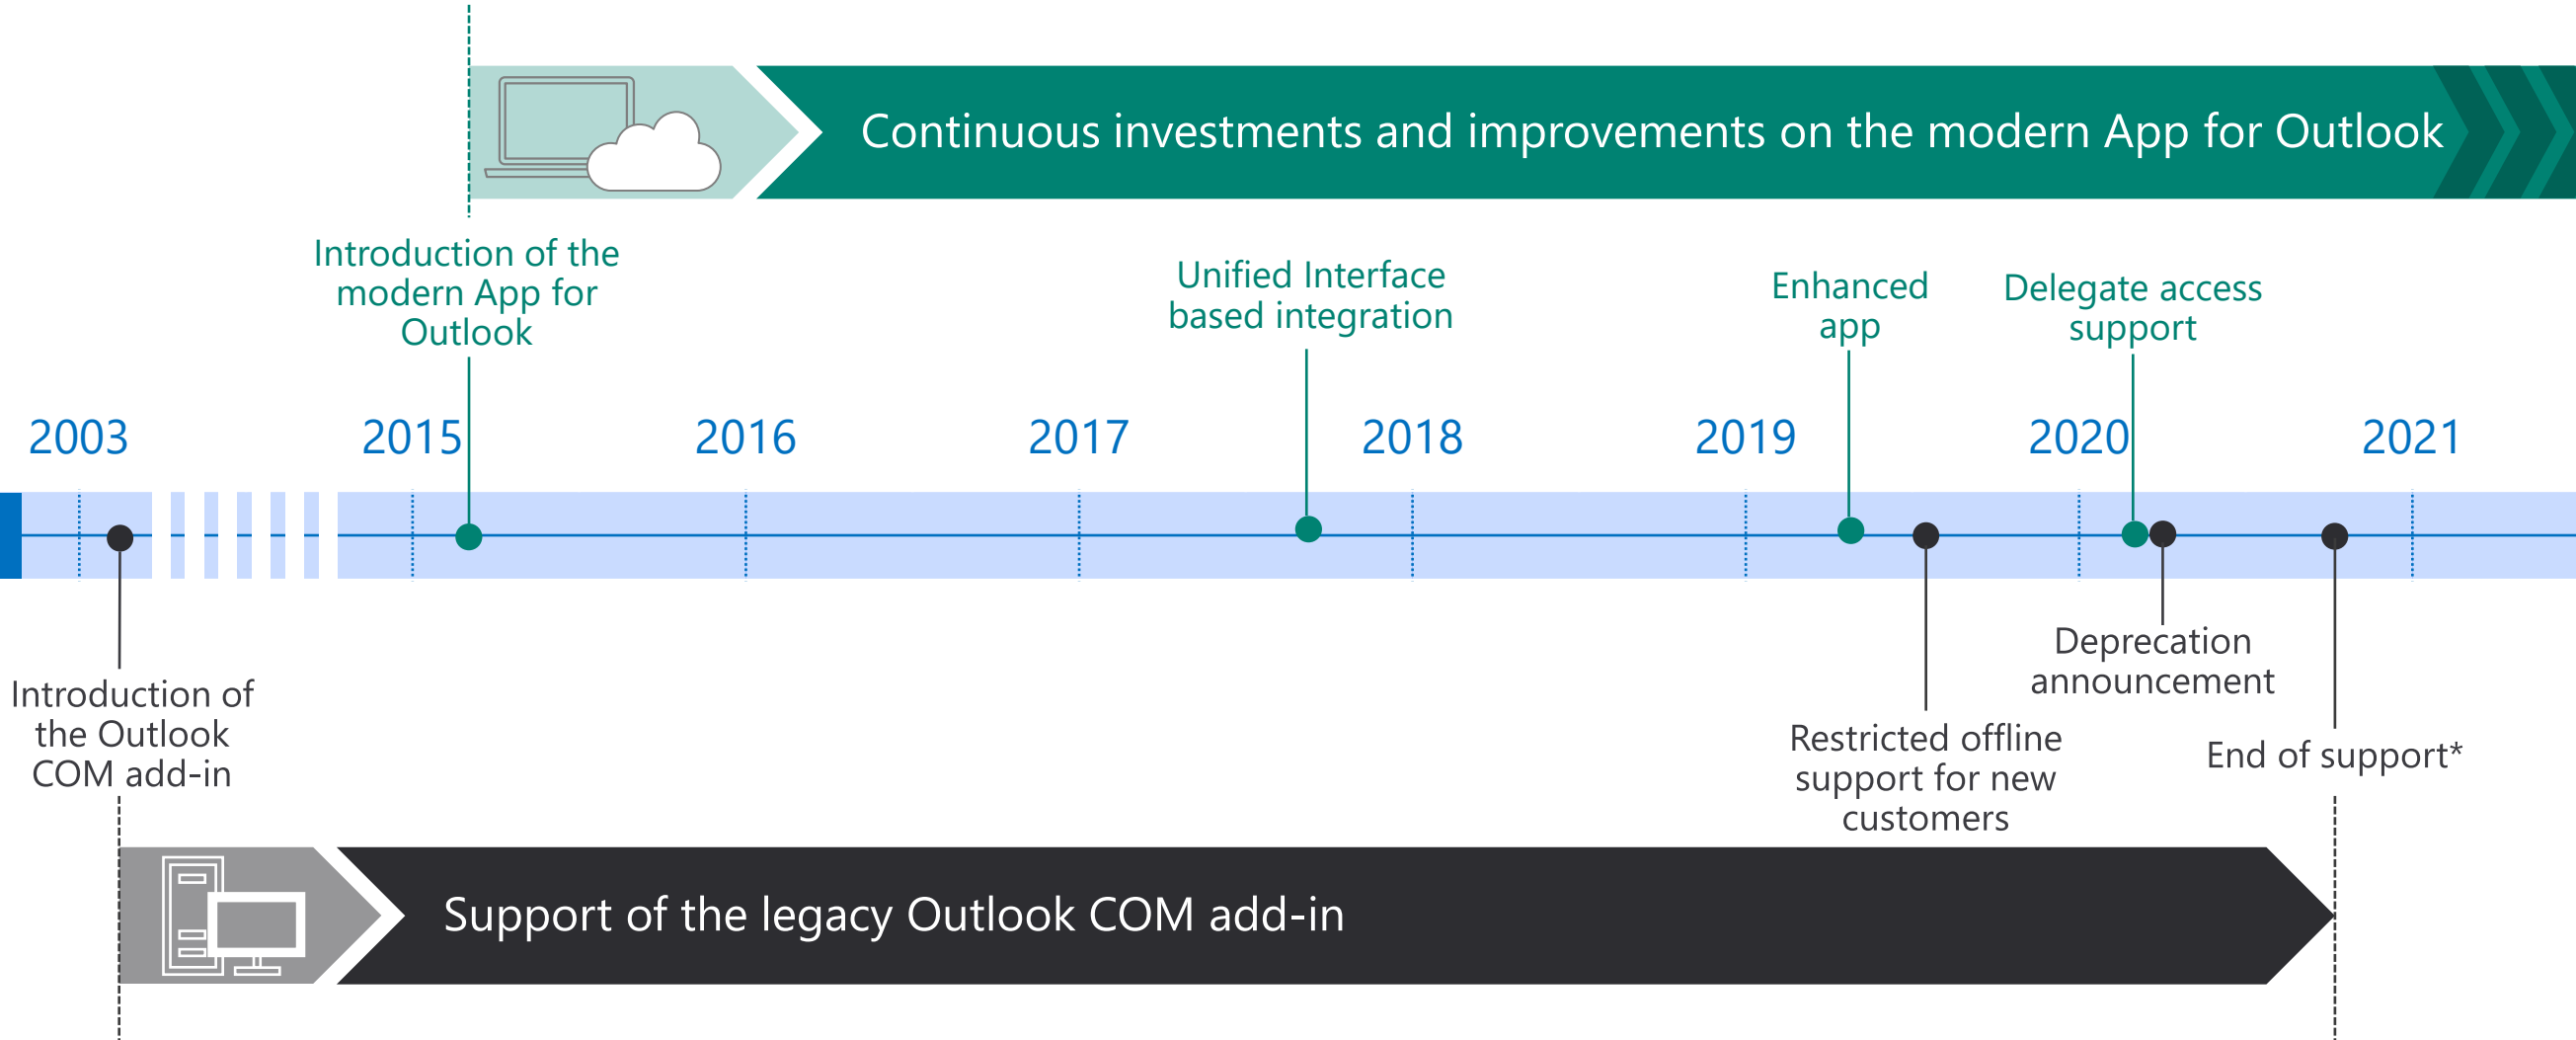 Continuous investments and improvements on the modern App for Outlook
Introduction of the
modern App for
Outlook
Unified Interface
based integration
Enhanced
app
Delegate access
support
2003
2015
2016
2017
2018
2019
2020
2021
Introduction of
the Outlook
COM add-in
Deprecation
announcement
Restricted offline
support for new
customers
End of support*
Support of the legacy Outlook COM add-in